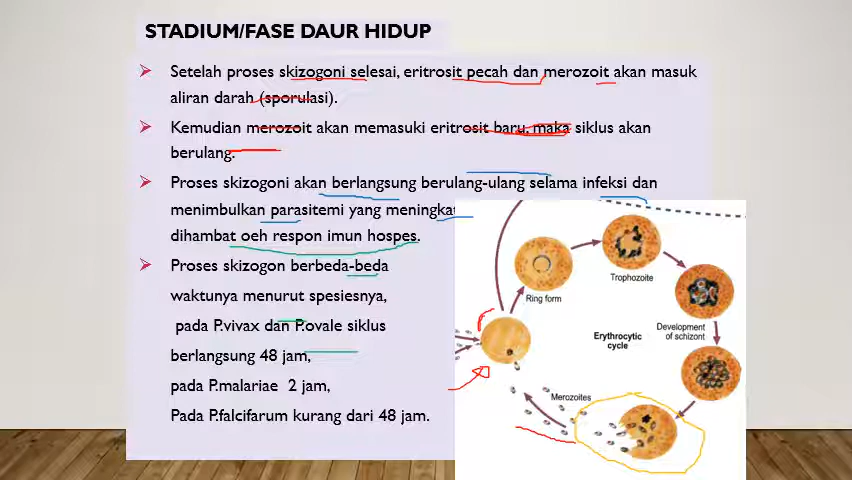 STADIUM/FASE DAUR HIDUP
➢ Setelah proses skizogoni selesai, eritrosit pecah dan merozoit akan masuk
aliran darah (sporulasi).
➢ Kemudian merozoit akan memasuki eritrosit baru, maka siklus akan
berulang.
➢ Proses skizogoni akan berlangsung berulang-ulang selama infeksi dan
menimbulkan parasitemi yang meningkat
dihambat oeh respon imun hospes.
➢ Proses skizogon berbeda-beda
waktunya menurut spesiesnya,
pada P.vivax dan P.ovale siklus
berlangsung 48 jam,
pada P.malariae 2 jam,
Pada P.falcifarum kurang dari 48 jam.
Ring form
Trophozoite
Development
of schizont
Erythrocytic
cycle
Merozoites